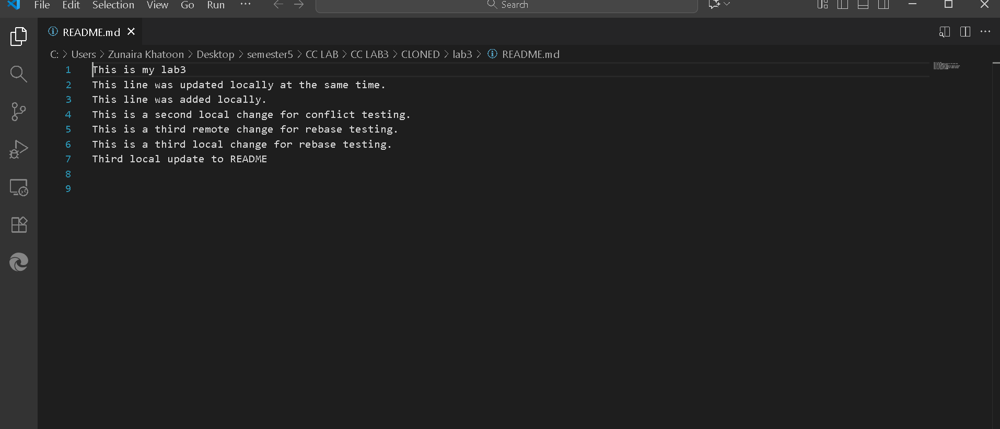 File Edit Selection View Go Run ··· Search
README.md
C: > Users > Zunaira Khatoon > Desktop > semester5 > CC LAB > CC LAB3 > CLONED > lab3 > README.md
1 This is my lab3
2 This line was updated locally at the same time.
3 This line was added locally.
4 This is a second local change for conflict testing.
5 This is a third remote change for rebase testing.
6 This is a third local change for rebase testing.
7 Third local update to README
8
9